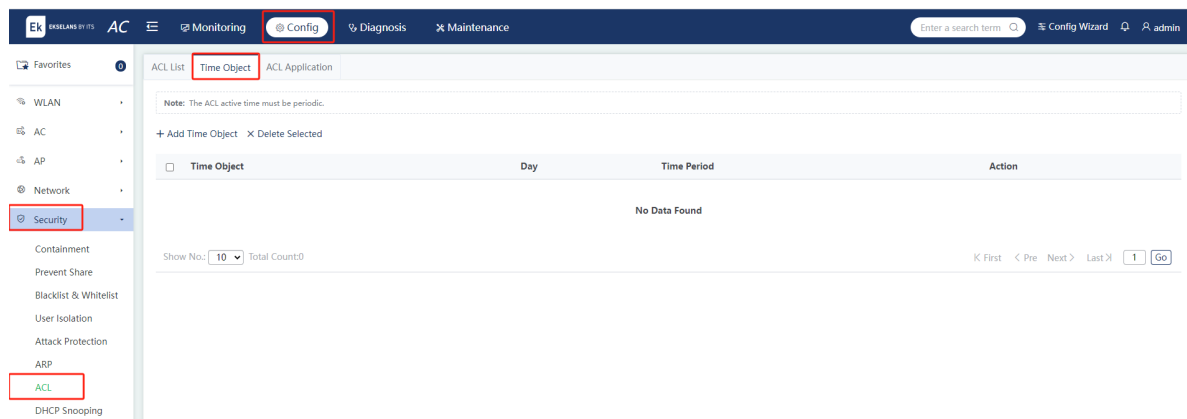 Ek EKSELANS BY ITS AC Monitoring Config Diagnosis Maintenance Enter a search term Config Wizard admin
Favorites 0
WLAN
AC
AP
Network
Security
Containment
Prevent Share
Blacklist & Whitelist
User Isolation
Attack Protection
ARP
ACL
DHCP Snooping
ACL List Time Object ACL Application
Note: The ACL active time must be periodic.
+ Add Time Object × Delete Selected
Time Object Day Time Period Action
No Data Found
Show No.: 10 Total Count:0 First < Pre Next > Last 1 Go